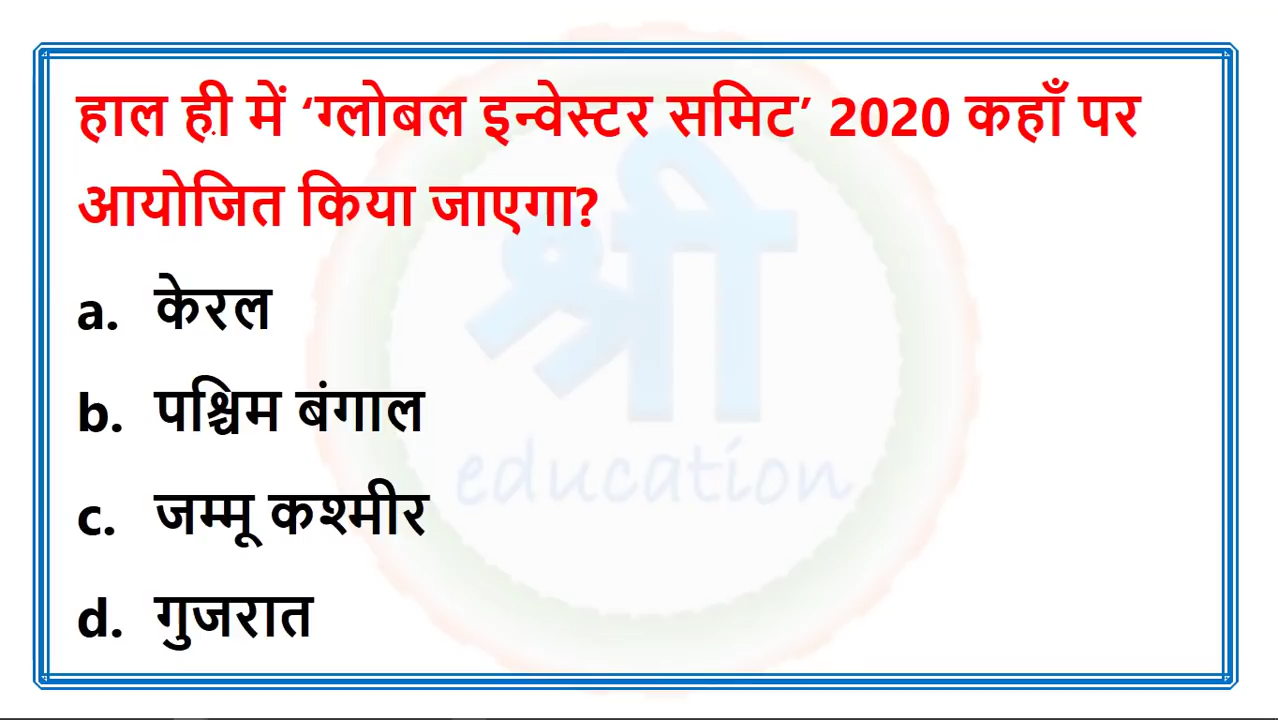 हाल ही में ‘ग्लोबल इन्वेस्टर समिट’ 2020 कहाँ पर
आयोजित किया जाएगा?
a. केरल
b. पश्चिम बंगाल
c. जम्मू कश्मीर
d. गुजरात
श्री
education